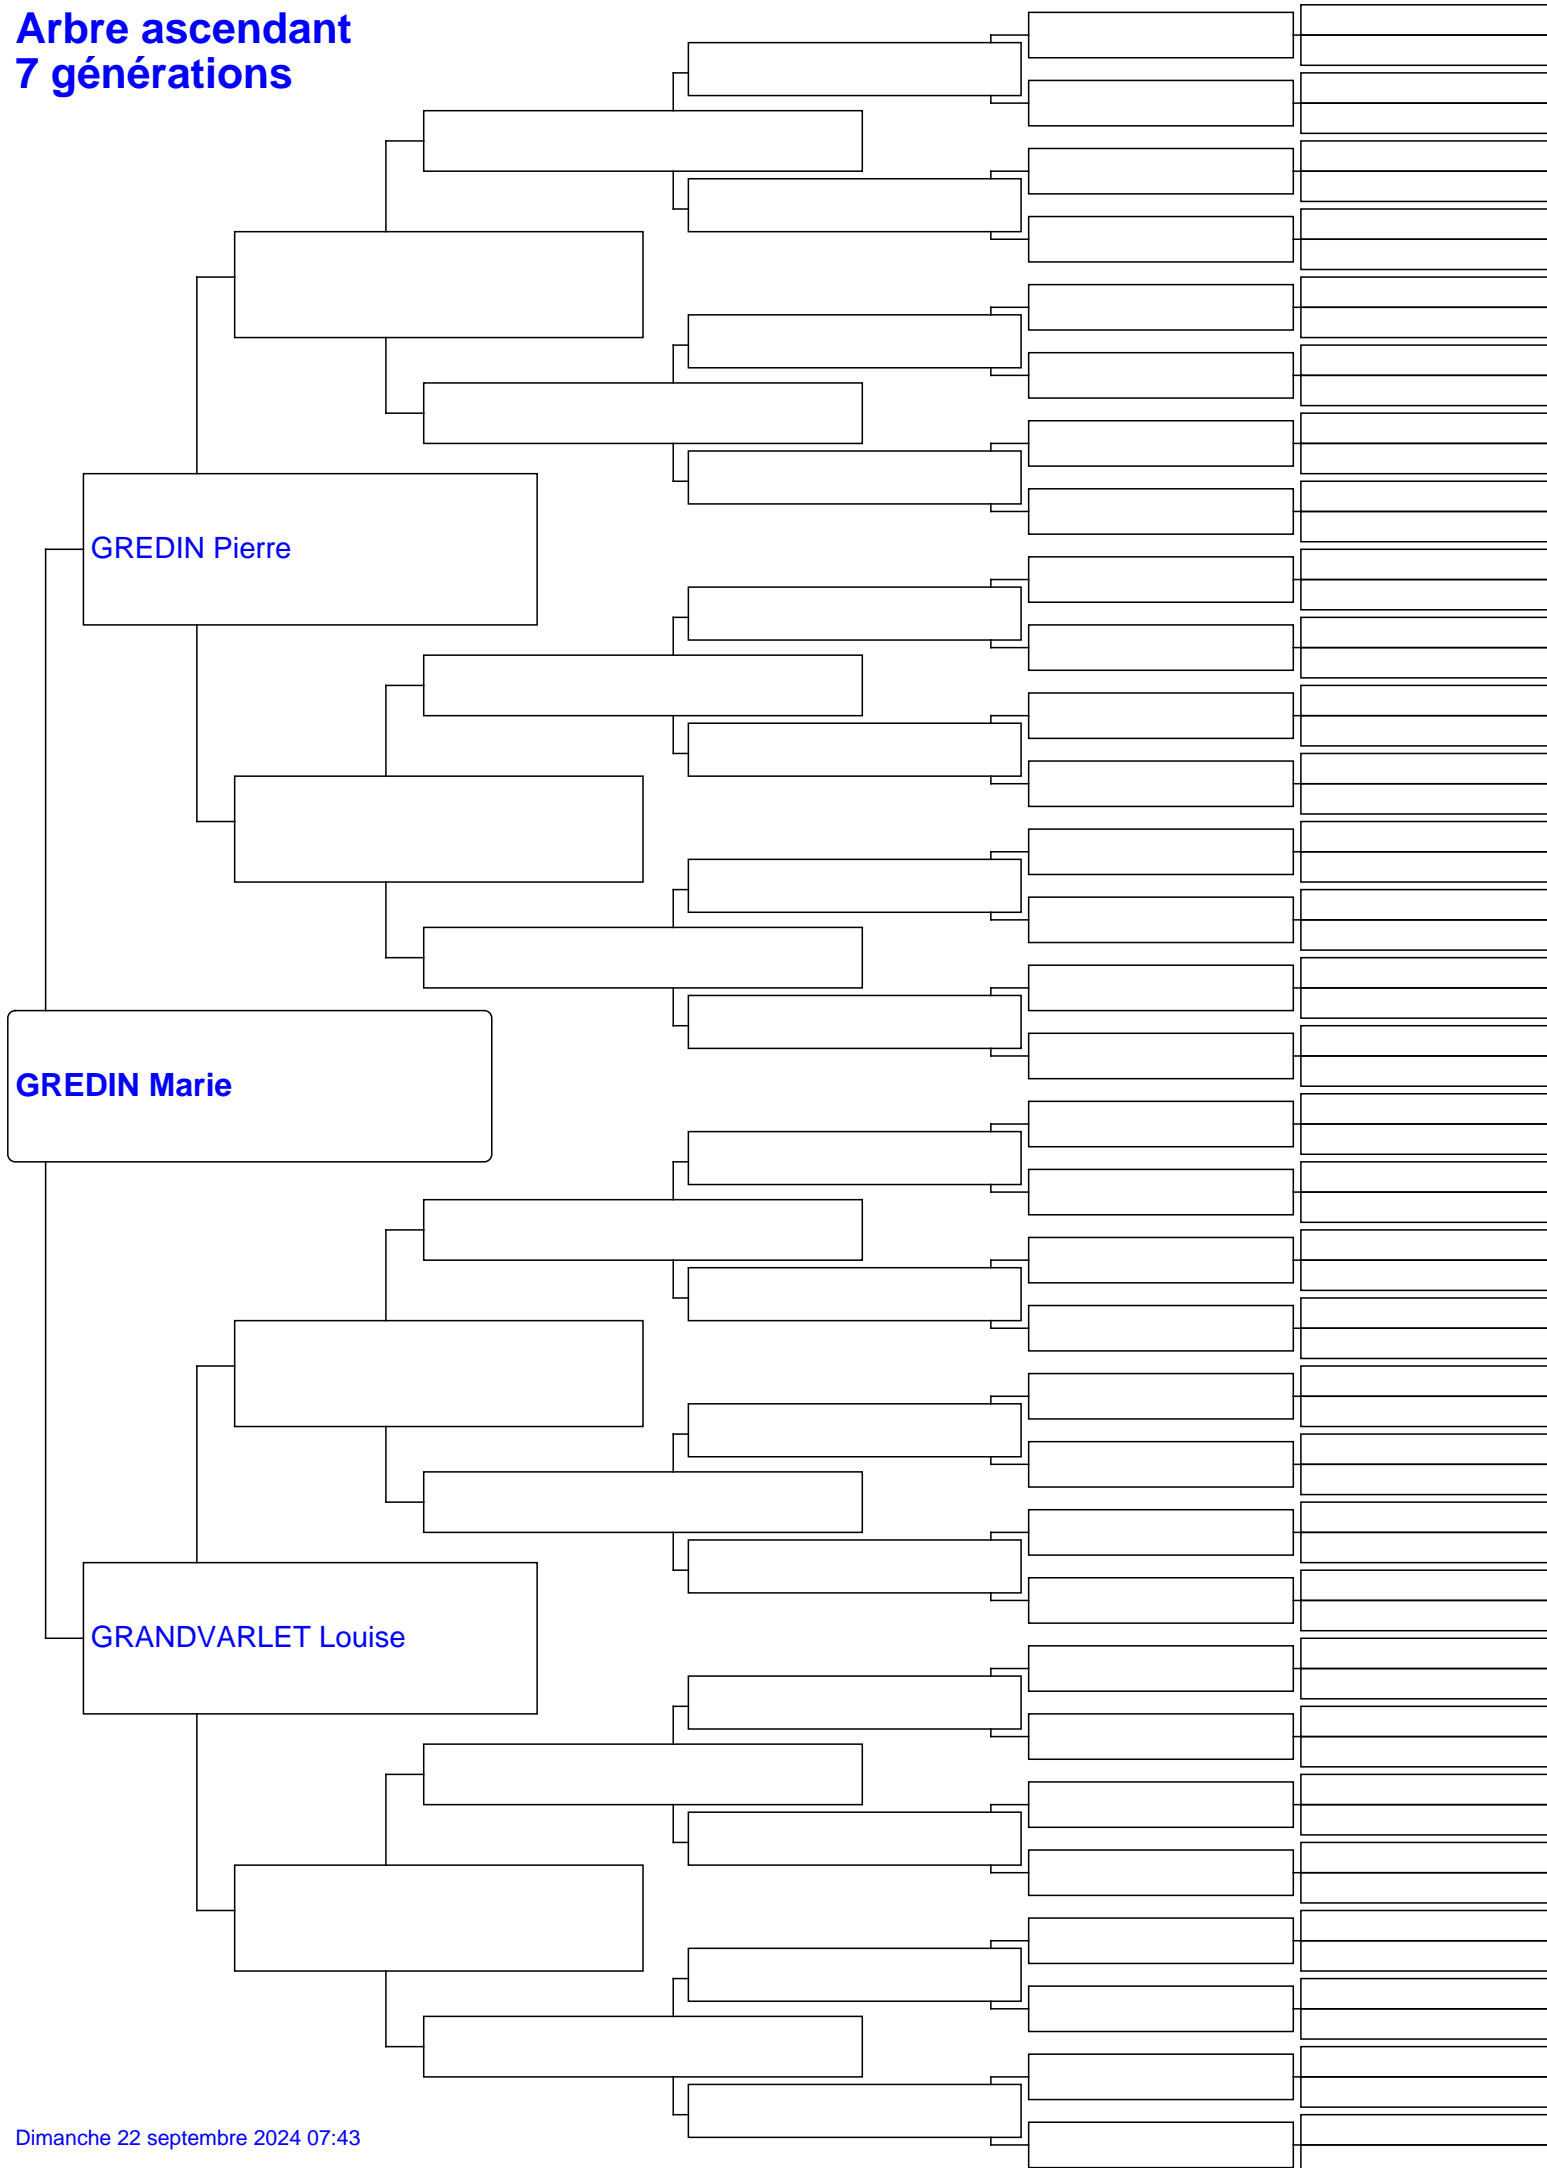 Arbre ascendant
7 générations
GREDIN Pierre
GREDIN Marie
GRANDVARLET Louise
Dimanche 22 septembre 2024 07:43